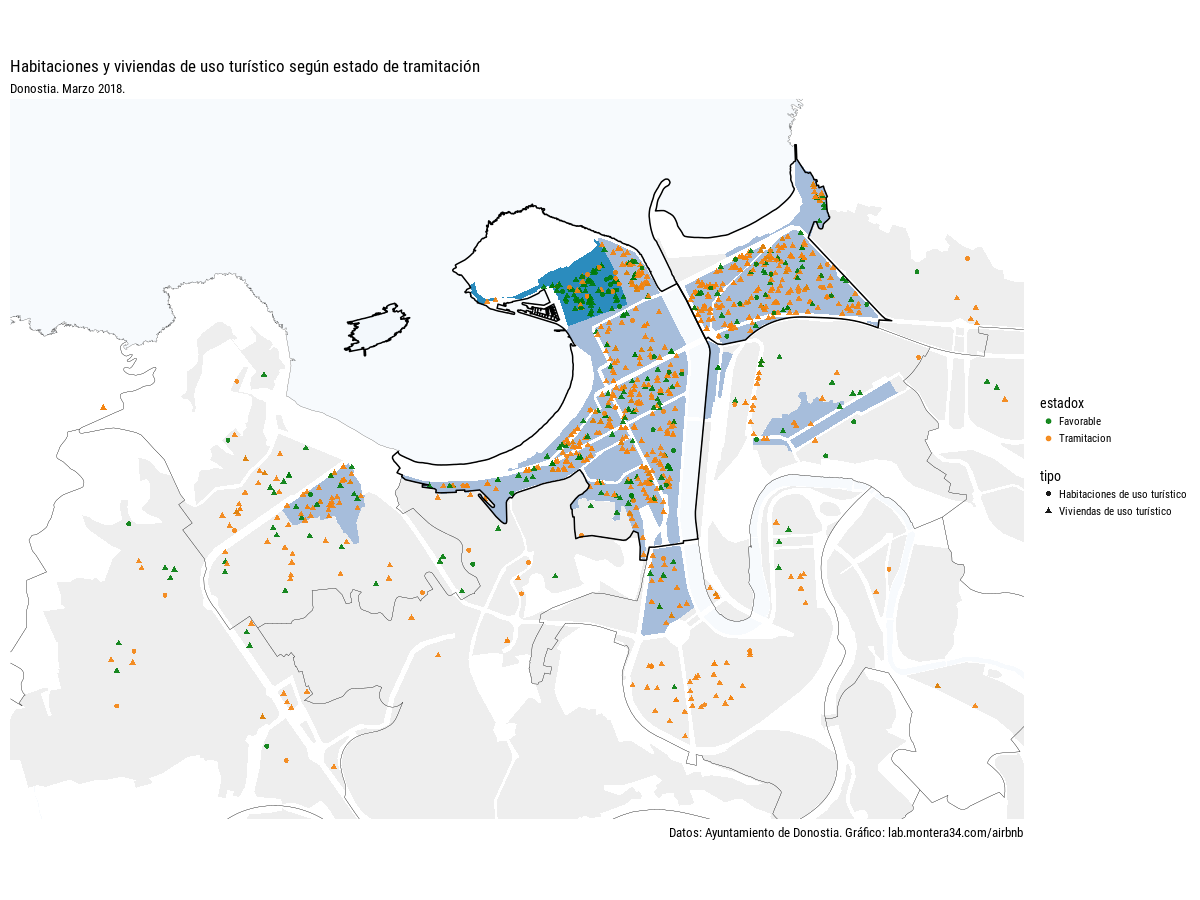 Habitaciones y viviendas de uso turístico según estado de tramitación
Donostia. Marzo 2018.
estadox
Favorable
Tramitacion
tipo
Habitaciones de uso turístico
Viviendas de uso turístico
Datos: Ayuntamiento de Donostia. Gráfico: lab.montera34.com/airbnb